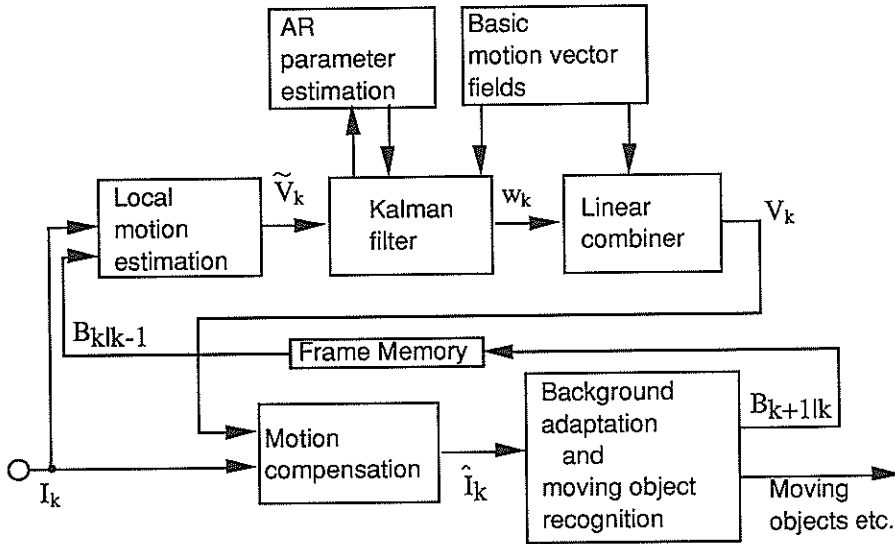 AR
parameter
estimation
Basic
motion vector
fields
Local
motion
estimation
Ṽk
Kalman
filter
wk
Linear
combiner
Vk
Bk|k-1
Frame Memory
Motion
compensation
Îk
Background
adaptation
and
moving object
recognition
Bk+1|k
Ik
Moving
objects etc.